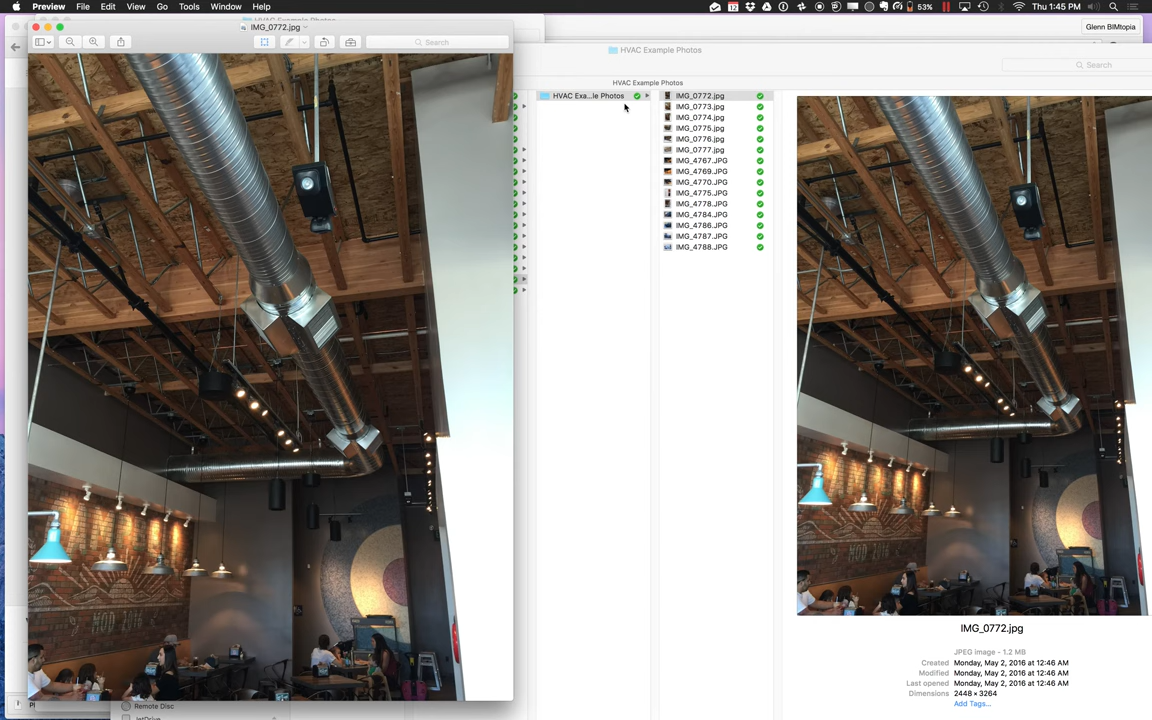 Preview File Edit View Go Tools Window Help
12
53%
Thu 1:45 PM
IMG_0772.jpg
Search
HVAC Example Photos
Glenn BIMtopia
HVAC Example Photos
Search
HVAC Example Photos
HVAC Exa...le Photos
IMG_0772.jpg
IMG_0773.jpg
IMG_0774.jpg
IMG_0775.jpg
IMG_0776.jpg
IMG_0777.jpg
IMG_4767.JPG
IMG_4769.JPG
IMG_4770.JPG
IMG_4775.JPG
IMG_4778.JPG
IMG_4784.JPG
IMG_4786.JPG
IMG_4787.JPG
IMG_4788.JPG
IMG_0772.jpg
JPEG image - 1.2 MB
Created Monday, May 2, 2016 at 12:46 AM
Modified Monday, May 2, 2016 at 12:46 AM
Last opened Monday, May 2, 2016 at 12:46 AM
Dimensions 2448 × 3264
Add Tags...
Remote Disc
JetDrive